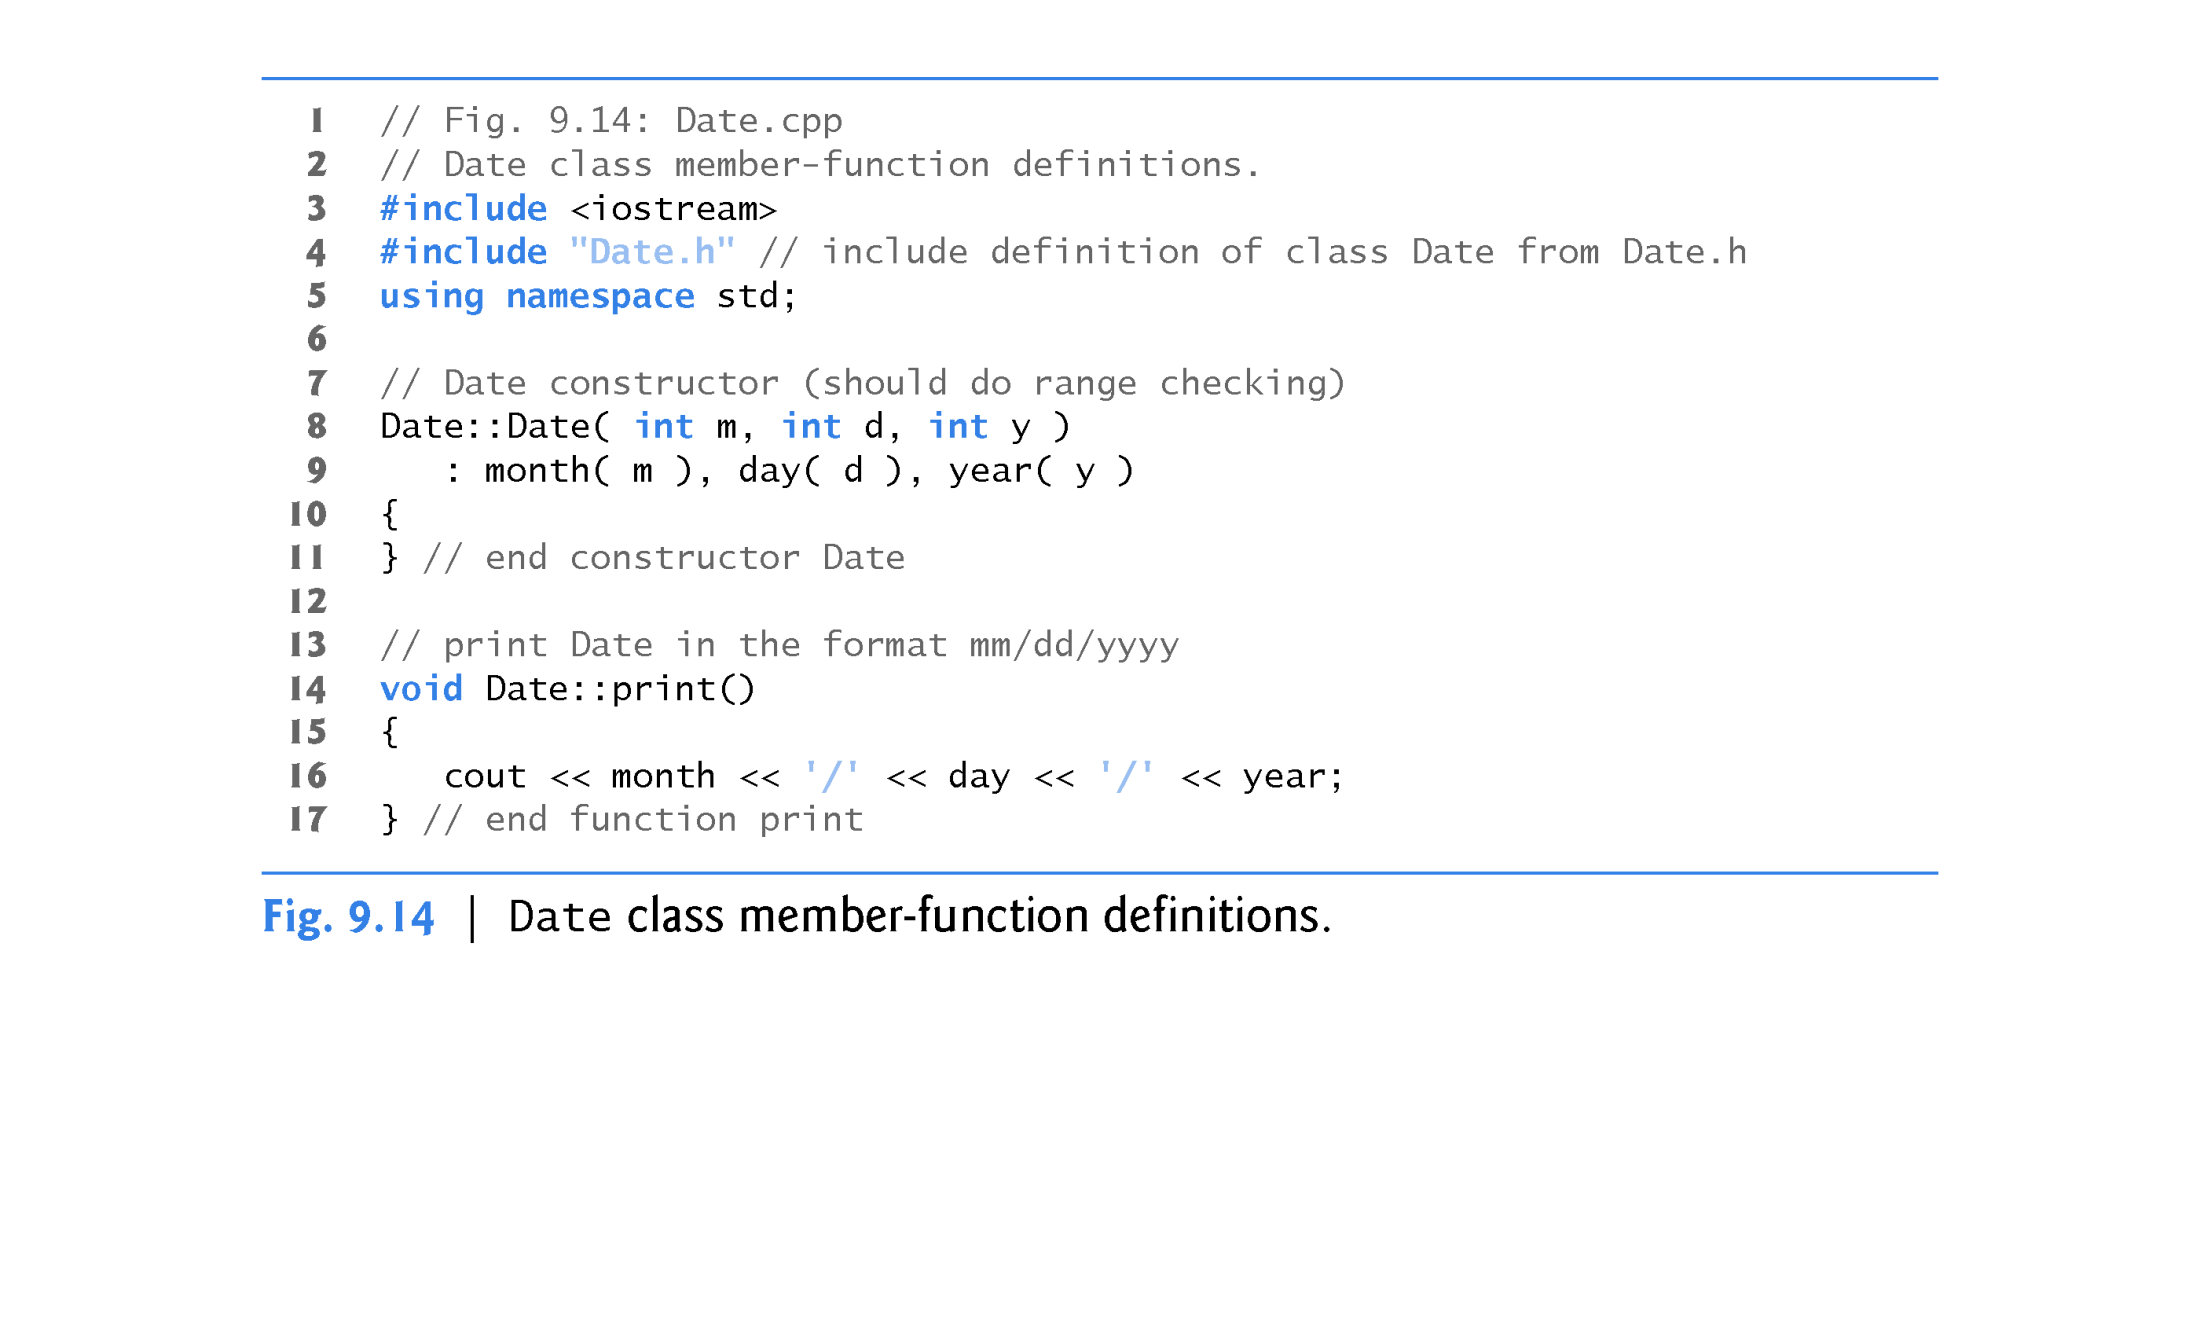 1 // Fig. 9.14: Date.cpp
2 // Date class member-function definitions.
3 #include <iostream>
4 #include "Date.h" // include definition of class Date from Date.h
5 using namespace std;
6
7 // Date constructor (should do range checking)
8 Date::Date( int m, int d, int y )
9    : month( m ), day( d ), year( y )
10 {
11 } // end constructor Date
12
13 // print Date in the format mm/dd/yyyy
14 void Date::print()
15 {
16    cout << month << '/' << day << '/' << year;
17 } // end function print
Fig. 9.14 | Date class member-function definitions.